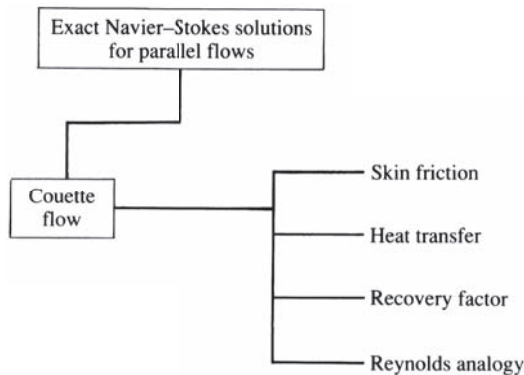 Exact Navier–Stokes solutions
for parallel flows
Couette
flow
Skin friction
Heat transfer
Recovery factor
Reynolds analogy